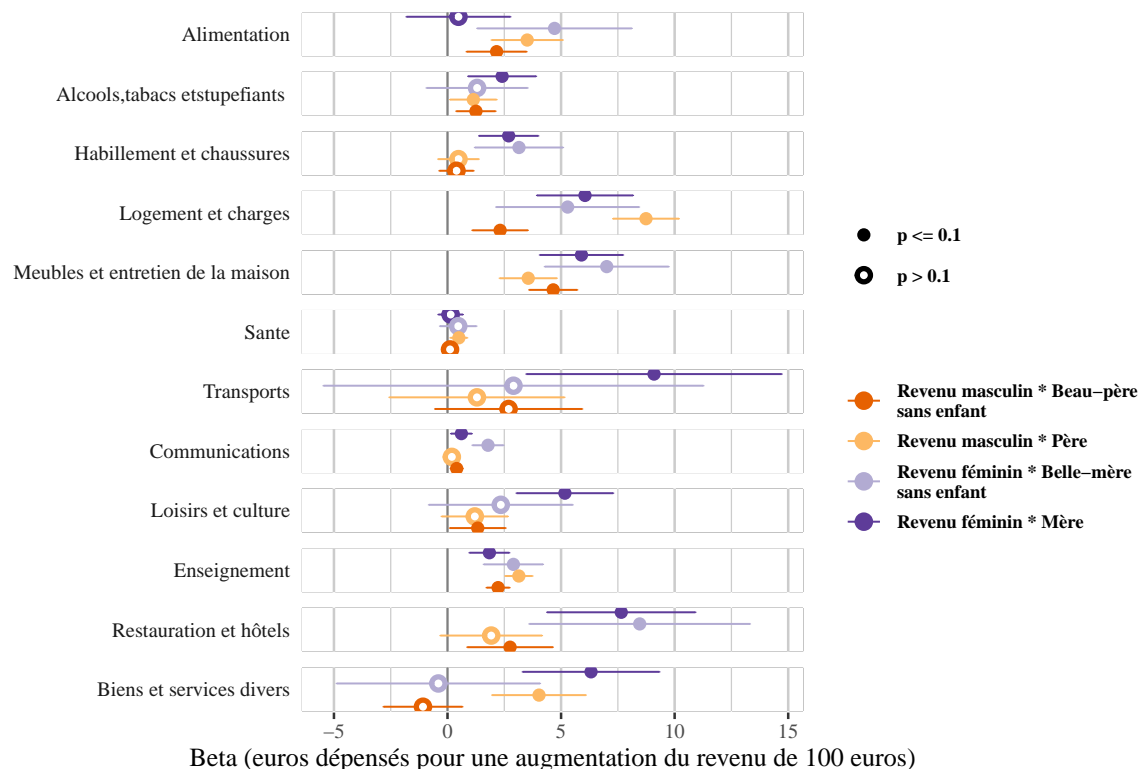 Alimentation
Alcools,tabacs etstupefiants
Habillement et chaussures
Logement et charges
Meubles et entretien de la maison
Sante
Transports
Communications
Loisirs et culture
Enseignement
Restauration et hôtels
Biens et services divers
−5 0 5 10 15
Beta (euros dépensés pour une augmentation du revenu de 100 euros)
p <= 0.1
p > 0.1
Revenu masculin * Beau−père
sans enfant
Revenu masculin * Père
Revenu féminin * Belle−mère
sans enfant
Revenu féminin * Mère